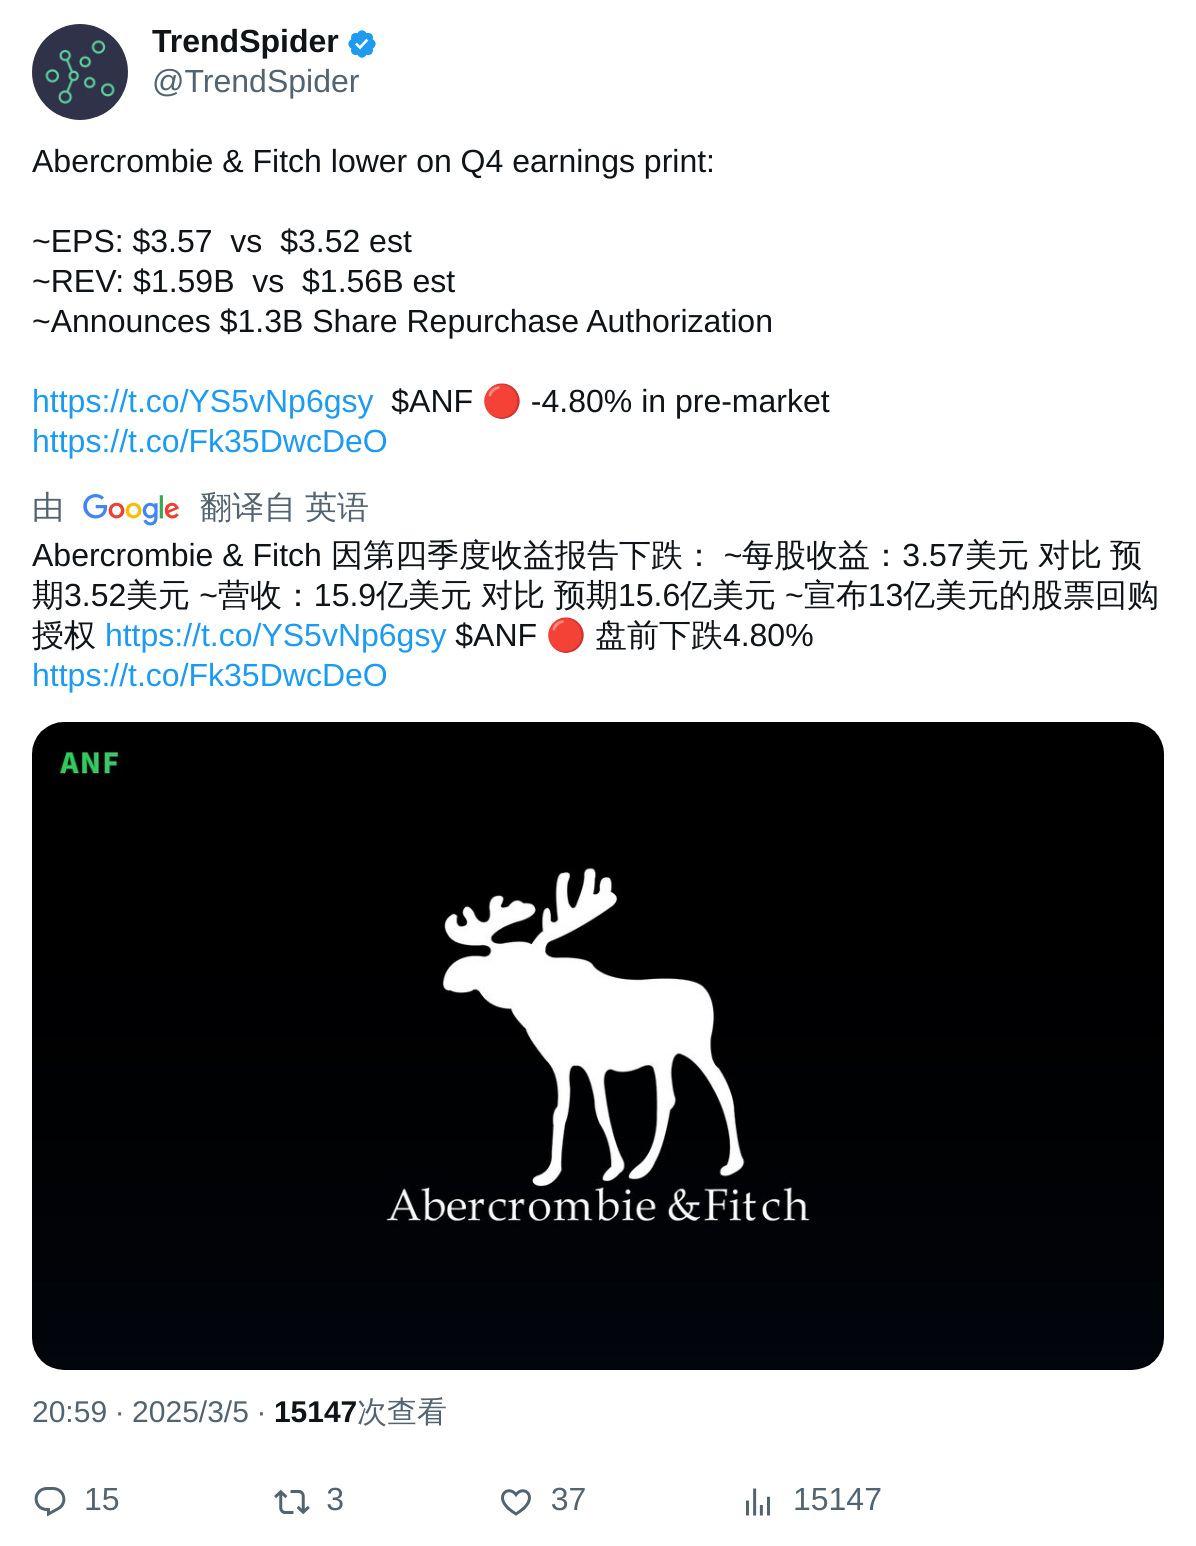 TrendSpider
@TrendSpider
Abercrombie & Fitch lower on Q4 earnings print:
~EPS: $3.57  vs  $3.52 est
~REV: $1.59B  vs  $1.56B est
~Announces $1.3B Share Repurchase Authorization
https://t.co/YS5vNp6gsy  $ANF 🔴 -4.80% in pre-market
https://t.co/Fk35DwcDeO
由 Google 翻译自 英语
Abercrombie & Fitch 因第四季度收益报告下跌： ~每股收益：3.57美元 对比 预
期3.52美元 ~营收：15.9亿美元 对比 预期15.6亿美元 ~宣布13亿美元的股票回购
授权 https://t.co/YS5vNp6gsy $ANF 🔴 盘前下跌4.80%
https://t.co/Fk35DwcDeO
ANF
Abercrombie &Fitch
20:59 · 2025/3/5 · 15147次查看
15 3 37 15147